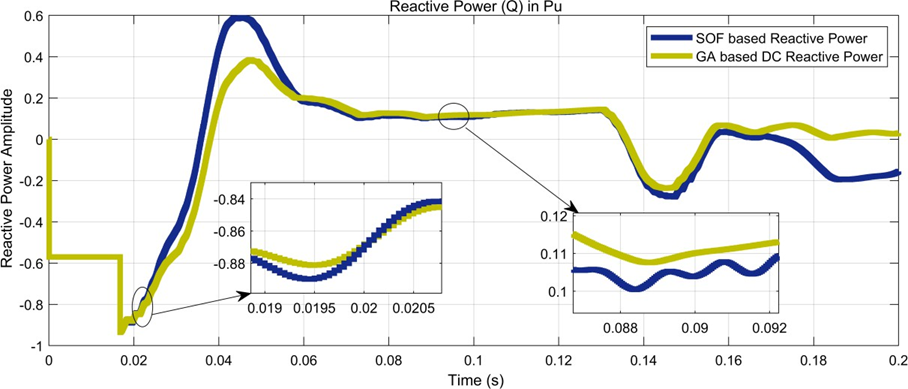 Reactive Power (Q) in Pu
Reactive Power Amplitude
0.6
0.4
0.2
0
-0.2
-0.4
-0.6
-0.8
-1
SOF based Reactive Power
GA based DC Reactive Power
-0.84
-0.86
-0.88
0.019 0.0195 0.02 0.0205
0.12
0.11
0.1
0.088 0.09 0.092
0 0.02 0.04 0.06 0.08 0.1 0.12 0.14 0.16 0.18 0.2
Time (s)